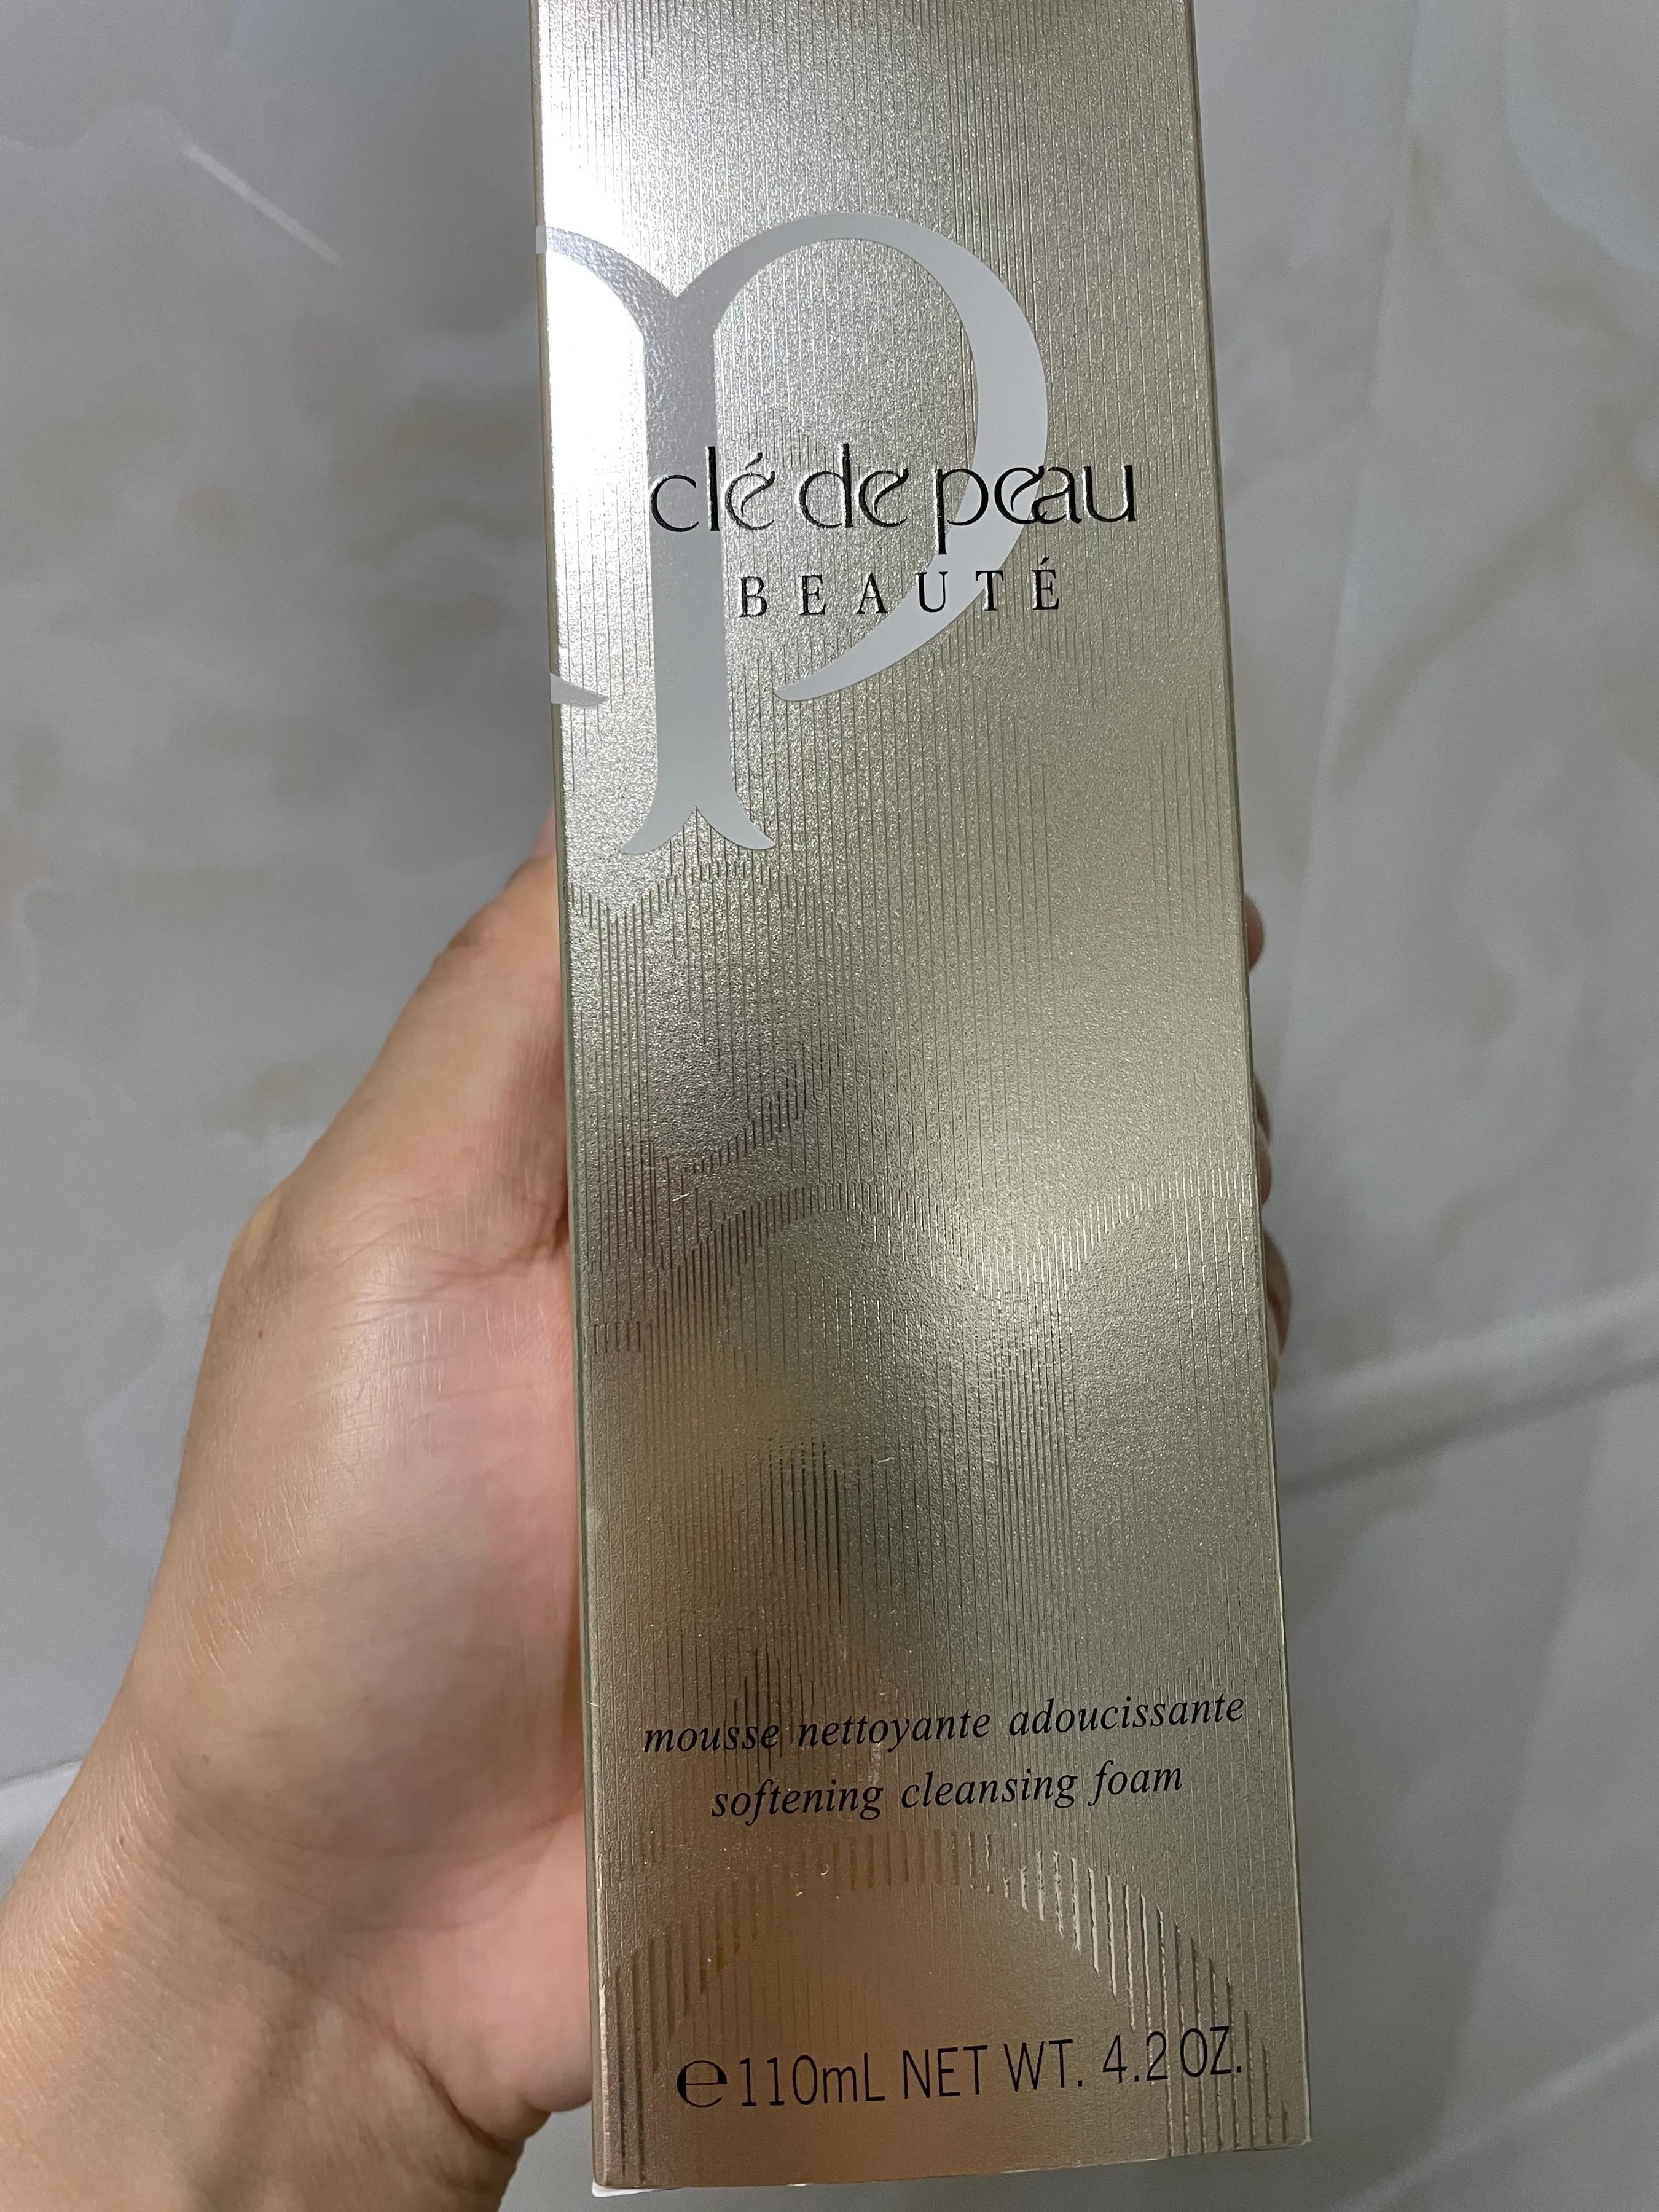 clé de peau
BEAUTÉ
mousse nettoyante adoucissante
softening cleansing foam
℮110mL NET WT. 4.2 OZ.